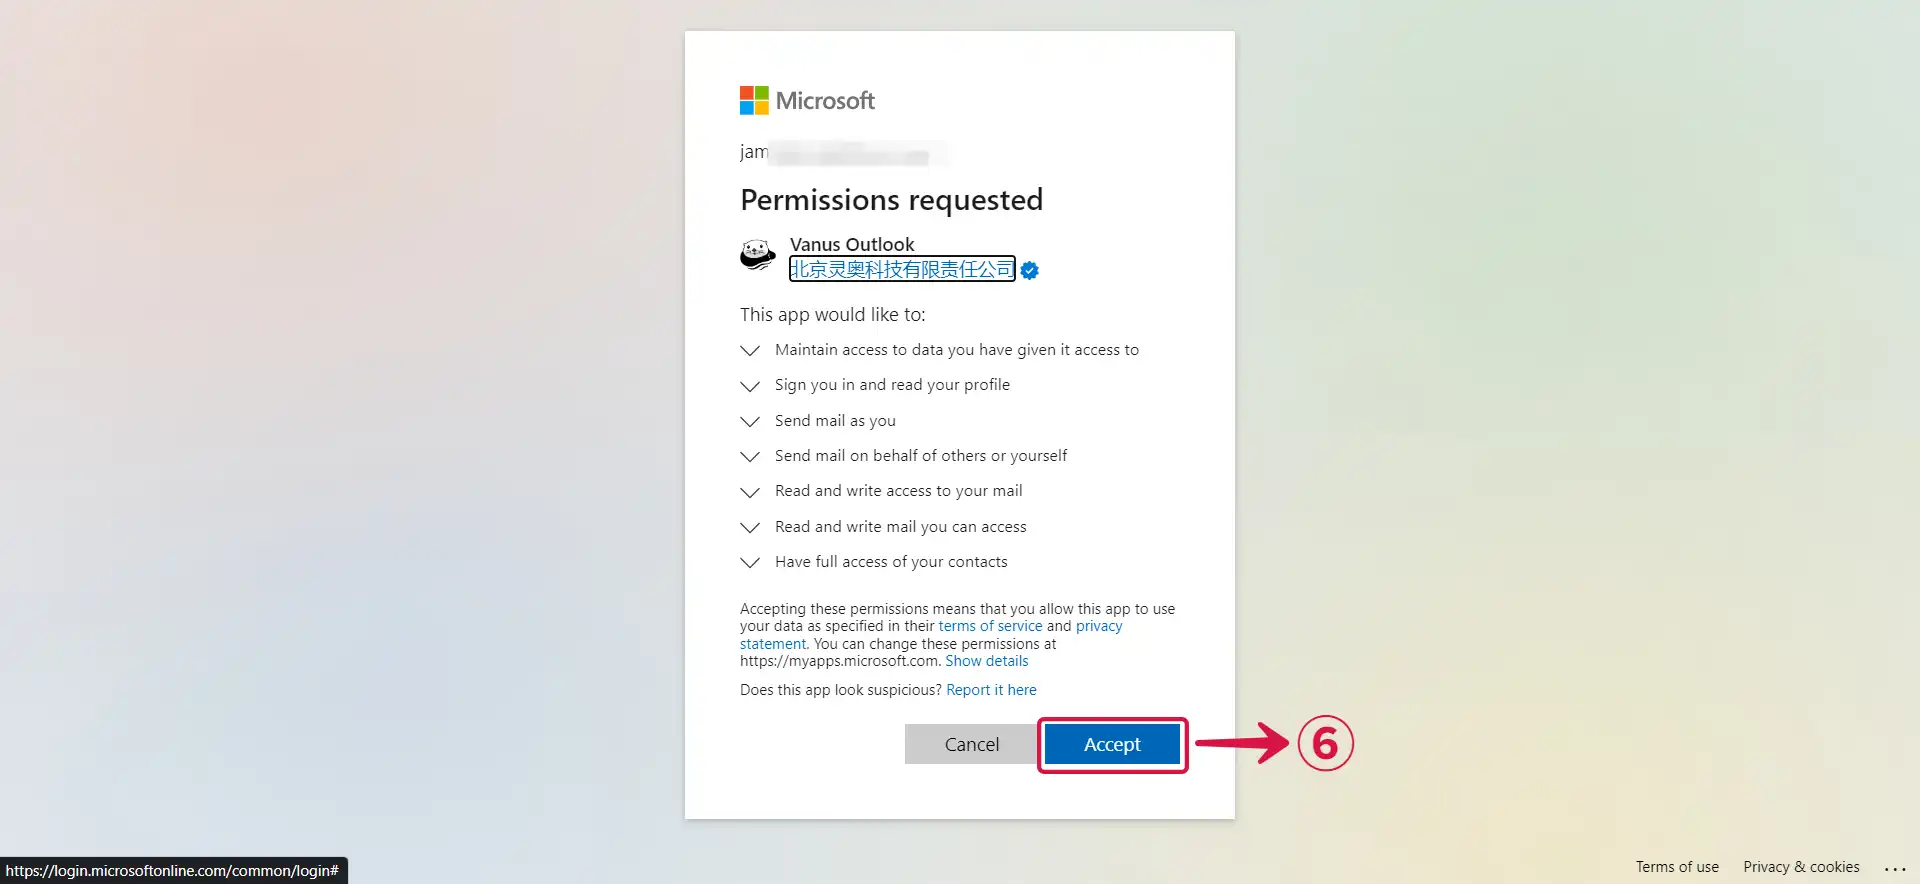 Microsoft
jam
Permissions requested
Vanus Outlook
北京灵奥科技有限责任公司
This app would like to:
Maintain access to data you have given it access to
Sign you in and read your profile
Send mail as you
Send mail on behalf of others or yourself
Read and write access to your mail
Read and write mail you can access
Have full access of your contacts
Accepting these permissions means that you allow this app to use
your data as specified in their terms of service and privacy
statement. You can change these permissions at
https://myapps.microsoft.com. Show details
Does this app look suspicious? Report it here
Cancel Accept 6
https://login.microsoftonline.com/common/login#
Terms of use Privacy & cookies ...